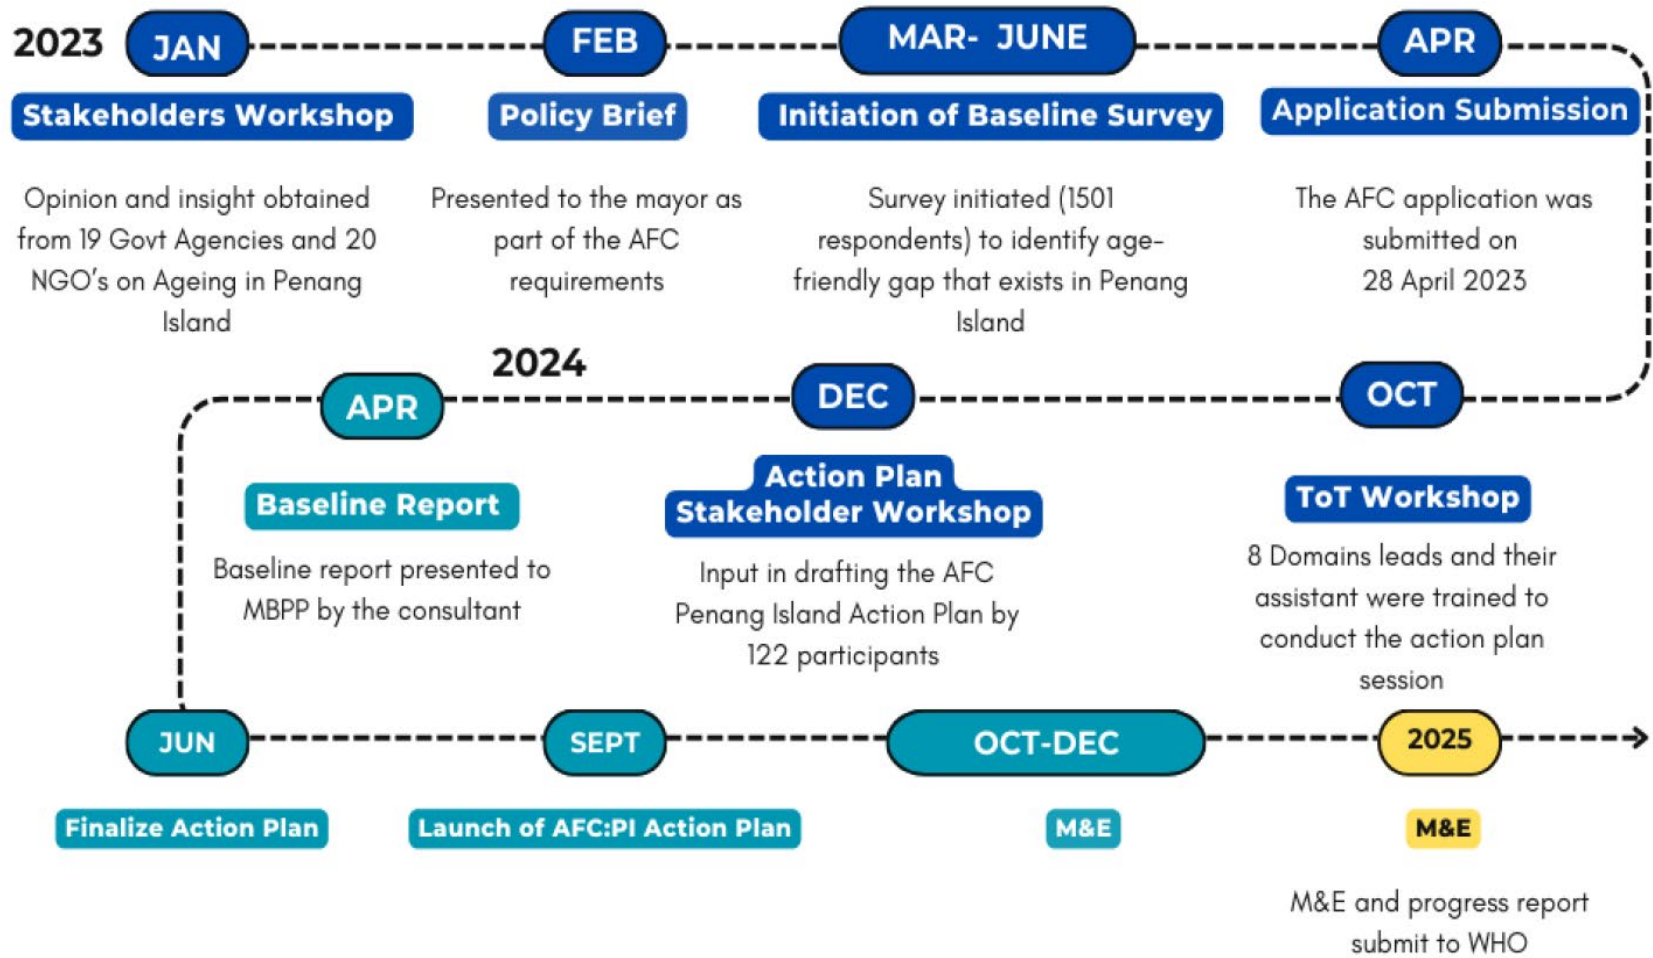 2023
JAN
FEB
MAR- JUNE
APR
Stakeholders Workshop
Policy Brief
Initiation of Baseline Survey
Application Submission
Opinion and insight obtained
from 19 Govt Agencies and 20
NGO's on Ageing in Penang
Island
Presented to the mayor as
part of the AFC
requirements
Survey initiated (1501
respondents) to identify age-
friendly gap that exists in Penang
Island
The AFC application was
submitted on
28 April 2023
OCT
ToT Workshop
8 Domains leads and their
assistant were trained to
conduct the action plan
session
DEC
Action Plan
Stakeholder Workshop
Input in drafting the AFC
Penang Island Action Plan by
122 participants
2024
APR
Baseline Report
Baseline report presented to
MBPP by the consultant
JUN
SEPT
OCT-DEC
2025
Finalize Action Plan
Launch of AFC:PI Action Plan
M&E
M&E
M&E and progress report
submit to WHO